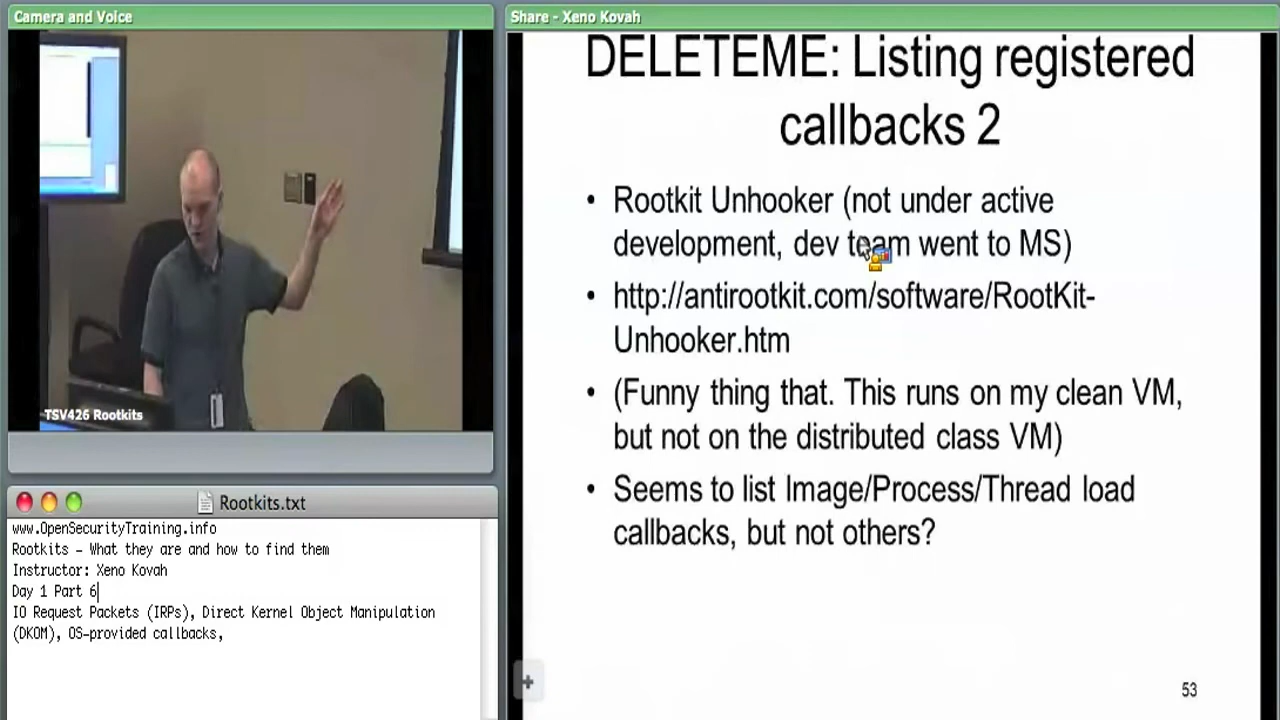 Camera and Voice
TSV426 Rootkits
Rootkits.txt
www.OpenSecurityTraining.info
Rootkits – What they are and how to find them
Instructor: Xeno Kovah
Day 1 Part 6
IO Request Packets (IRPs), Direct Kernel Object Manipulation
(DKOM), OS-provided callbacks,
Share - Xeno Kovah
DELETEME: Listing registered
callbacks 2
• Rootkit Unhooker (not under active
development, dev team went to MS)
• http://antirootkit.com/software/RootKit-
Unhooker.htm
• (Funny thing that. This runs on my clean VM,
but not on the distributed class VM)
• Seems to list Image/Process/Thread load
callbacks, but not others?
53